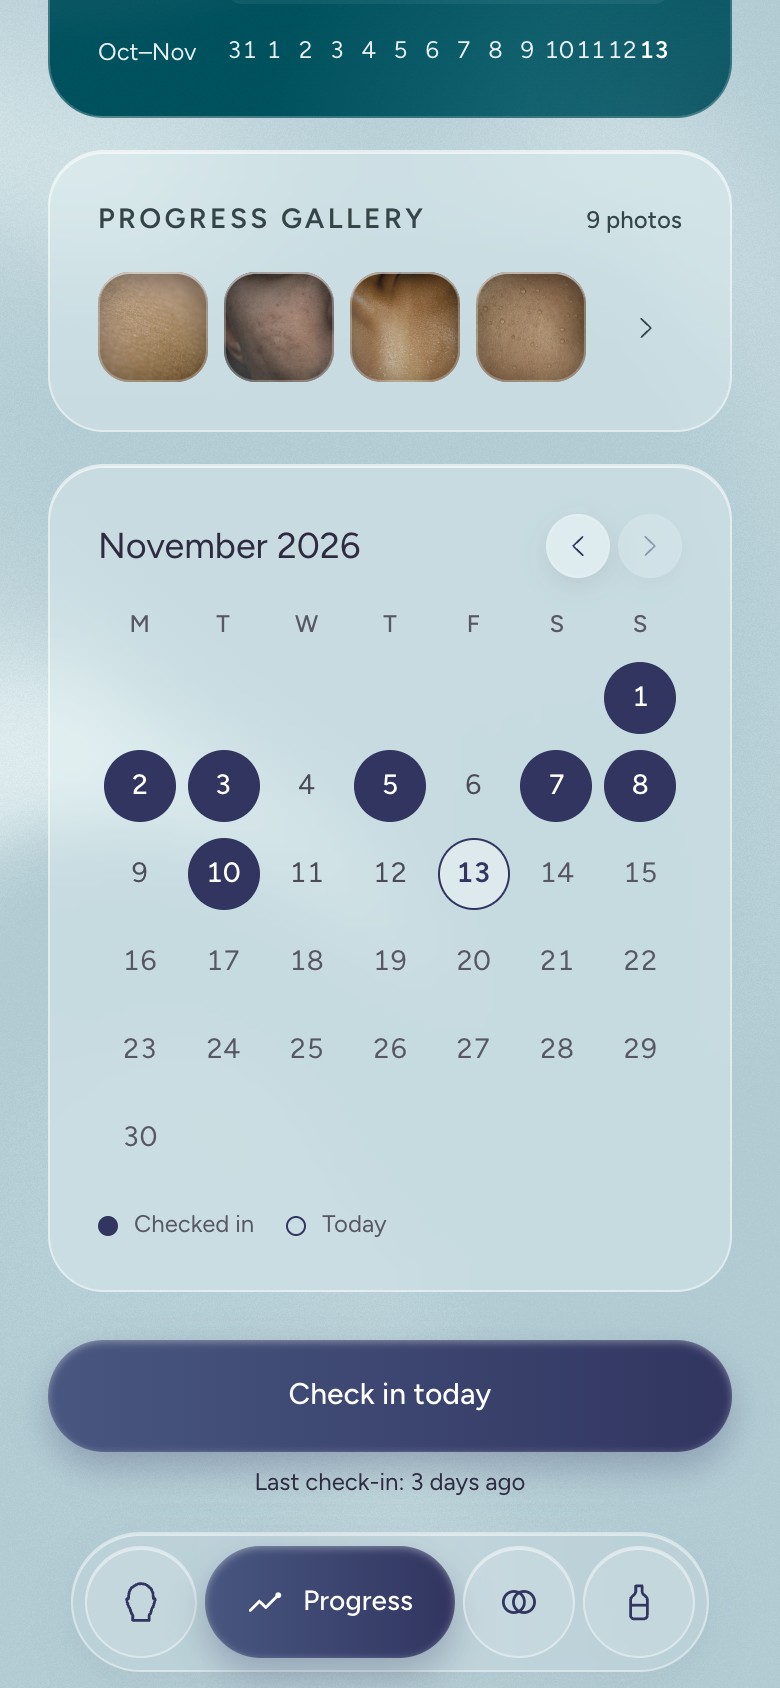 Oct–Nov 31 1 2 3 4 5 6 7 8 9 10 11 12 13
PROGRESS GALLERY 9 photos
November 2026
M T W T F S S
1
2 3 4 5 6 7 8
9 10 11 12 13 14 15
16 17 18 19 20 21 22
23 24 25 26 27 28 29
30
Checked in Today
Check in today
Last check-in: 3 days ago
Progress